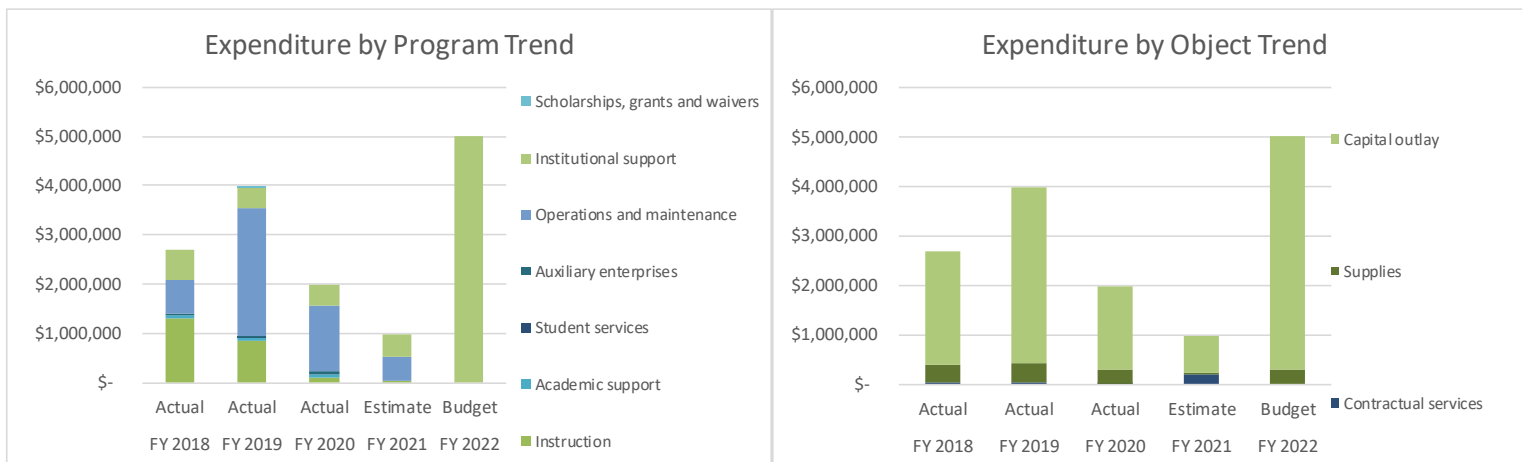 Expenditure by Program Trend
$6,000,000
$5,000,000
$4,000,000
$3,000,000
$2,000,000
$1,000,000
$-
Actual Actual Actual Estimate Budget
FY 2018 FY 2019 FY 2020 FY 2021 FY 2022
Scholarships, grants and waivers
Institutional support
Operations and maintenance
Auxiliary enterprises
Student services
Academic support
Instruction
Expenditure by Object Trend
$6,000,000
$5,000,000
$4,000,000
$3,000,000
$2,000,000
$1,000,000
$-
Actual Actual Actual Estimate Budget
FY 2018 FY 2019 FY 2020 FY 2021 FY 2022
Capital outlay
Supplies
Contractual services